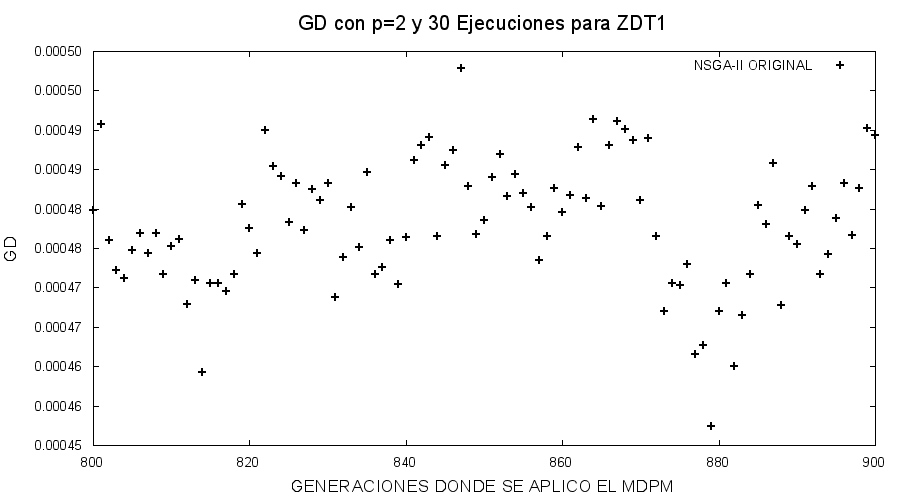 GD con p=2 y 30 Ejecuciones para ZDT1
0.00050
NSGA-II ORIGINAL
0.00050
0.00049
0.00049
0.00048
GD
0.00048
0.00047
0.00047
0.00046
0.00046
0.00045
800 820 840 860 880 900
GENERACIONES DONDE SE APLICO EL MDPM